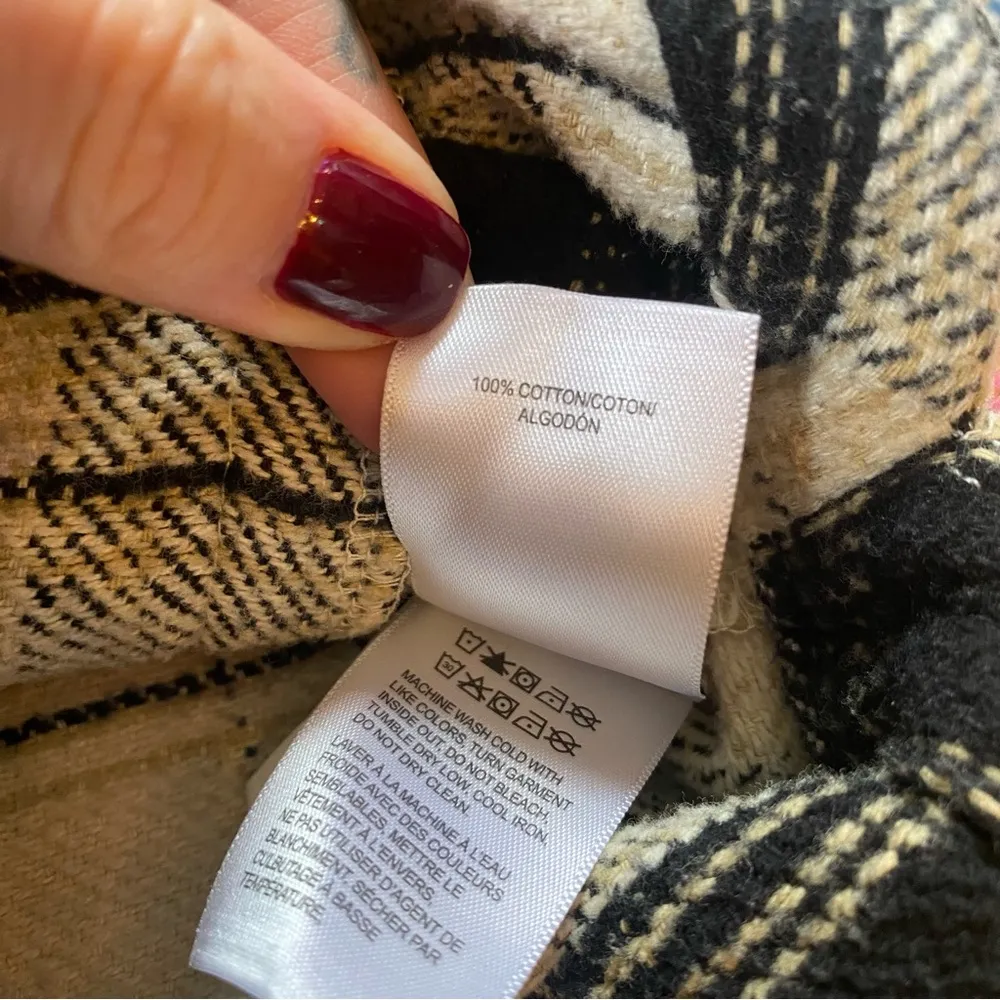 100% COTTON/COTON/
ALGODÓN
30
MACHINE WASH COLD WITH
LIKE COLORS, TURN GARMENT
INSIDE OUT, DO NOT BLEACH,
TUMBLE DRY LOW, COOL IRON.
DO NOT DRY CLEAN.
LAVER À LA MACHINE À L'EAU
FROIDE AVEC DES COULEURS
SEMBLABLES, METTRE LE
VÊTEMENT À L'ENVERS,
NE PAS UTILISER D'AGENT DE
BLANCHIMENT, SÉCHER PAR
CULBUTAGE À BASSE
TEMPÉRATURE